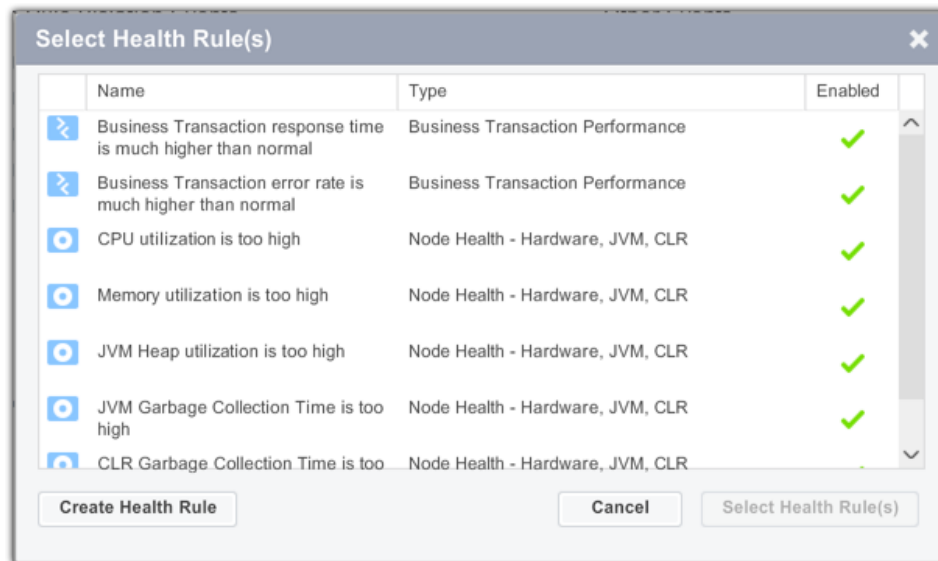 Select Health Rule(s)
Name Type Enabled
Business Transaction response time Business Transaction Performance
is much higher than normal
Business Transaction error rate is Business Transaction Performance
much higher than normal
CPU utilization is too high Node Health - Hardware, JVM, CLR
Memory utilization is too high Node Health - Hardware, JVM, CLR
JVM Heap utilization is too high Node Health - Hardware, JVM, CLR
JVM Garbage Collection Time is too Node Health - Hardware, JVM, CLR
high
CLR Garbage Collection Time is too Node Health - Hardware, JVM, CLR
Create Health Rule Cancel Select Health Rule(s)